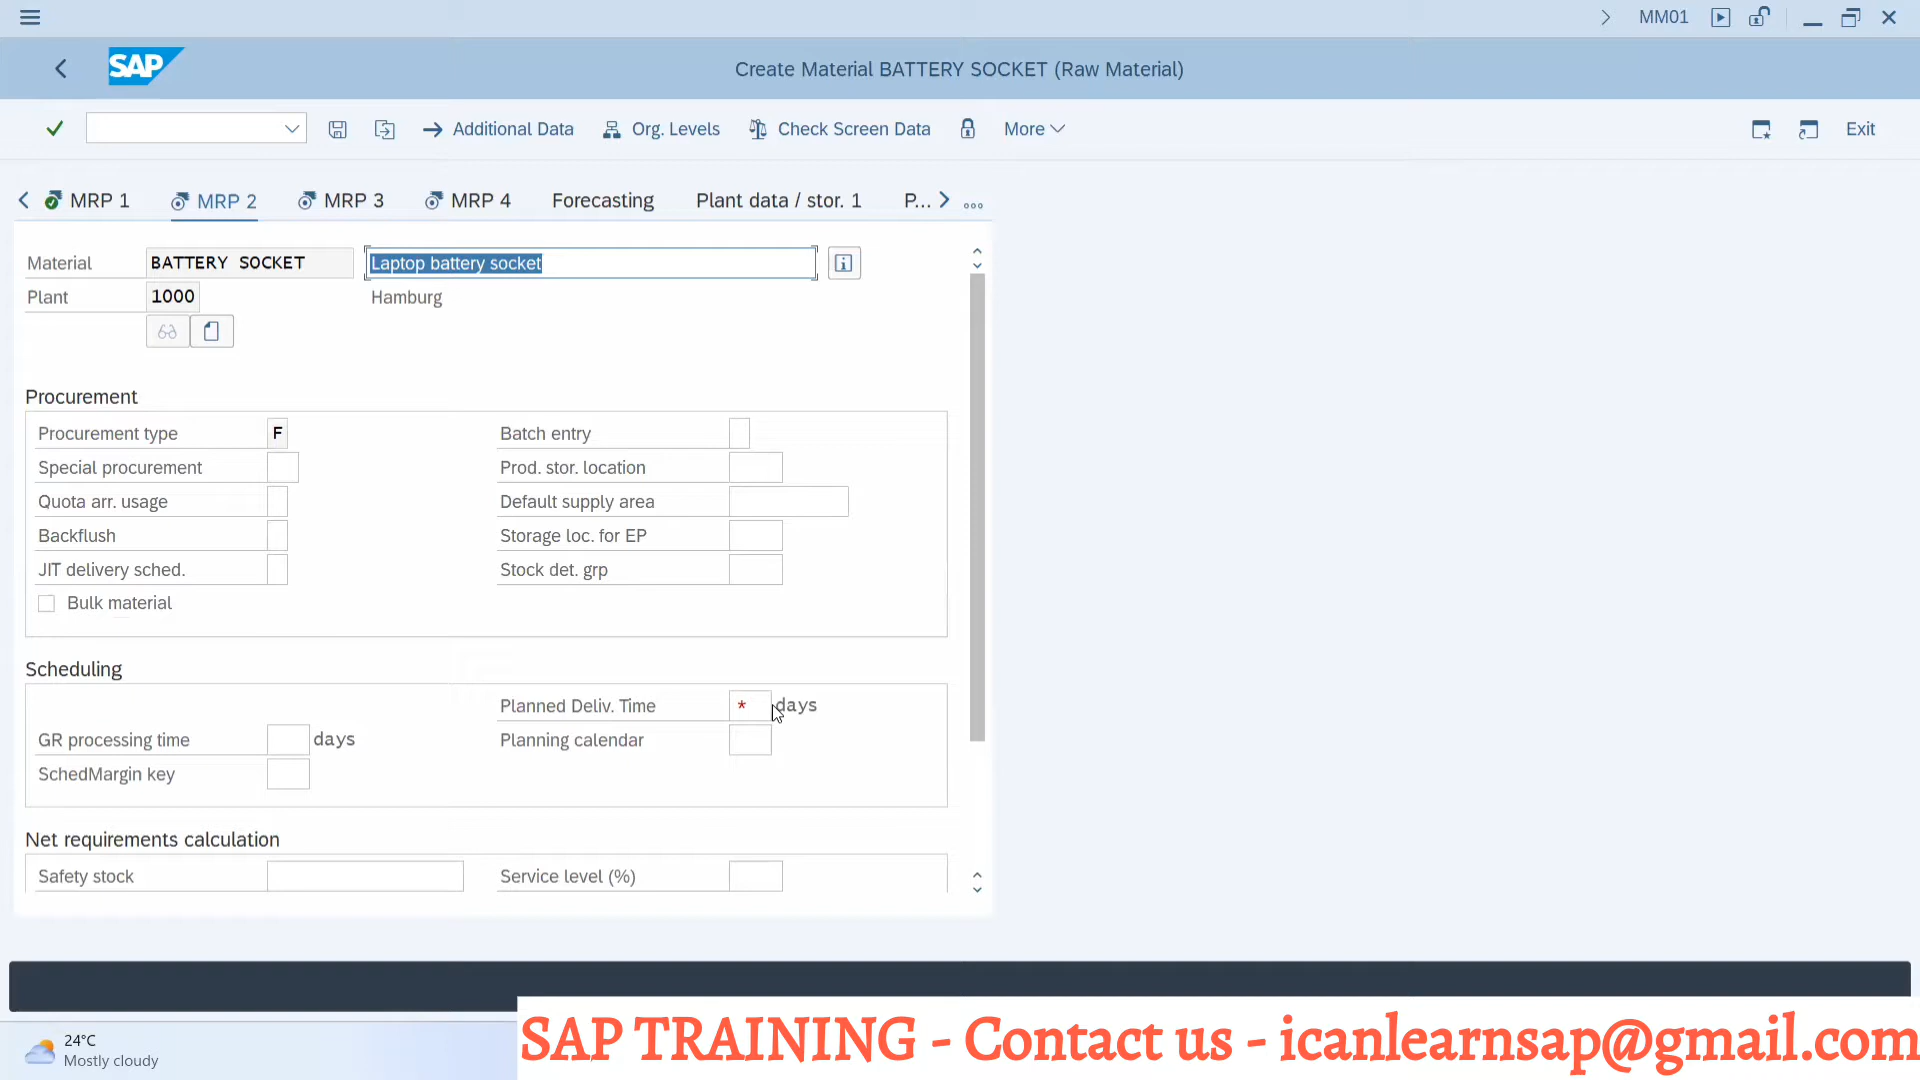 MM01
SAP
Create Material BATTERY SOCKET (Raw Material)
Additional Data
Org. Levels
Check Screen Data
More
Exit
MRP 1
MRP 2
MRP 3
MRP 4
Forecasting
Plant data / stor. 1
P...
Material
BATTERY SOCKET
Laptop battery socket
Plant
1000
Hamburg
Procurement
Procurement type
F
Batch entry
Special procurement
Prod. stor. location
Quota arr. usage
Default supply area
Backflush
Storage loc. for EP
JIT delivery sched.
Stock det. grp
Bulk material
Scheduling
Planned Deliv. Time
* days
GR processing time
days
Planning calendar
SchedMargin key
Net requirements calculation
Safety stock
Service level (%)
24°C
Mostly cloudy
SAP TRAINING - Contact us - icanlearnsap@gmail.com